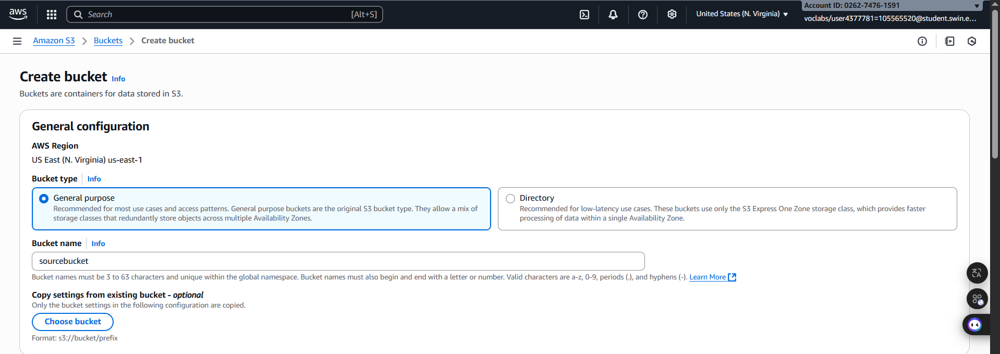 aws
Search
[Alt+S]
United States (N. Virginia)
Account ID: 0262-7476-1591
voclabs/user4377781=105565520@student.swin.e...
Amazon S3
Buckets
Create bucket
Create bucket Info
Buckets are containers for data stored in S3.
General configuration
AWS Region
US East (N. Virginia) us-east-1
Bucket type Info
General purpose
Recommended for most use cases and access patterns. General purpose buckets are the original S3 bucket type. They allow a mix of
storage classes that redundantly store objects across multiple Availability Zones.
Directory
Recommended for low-latency use cases. These buckets use only the S3 Express One Zone storage class, which provides faster
processing of data within a single Availability Zone.
Bucket name Info
sourcebucket
Bucket names must be 3 to 63 characters and unique within the global namespace. Bucket names must also begin and end with a letter or number. Valid characters are a-z, 0-9, periods (.), and hyphens (-). Learn More
Copy settings from existing bucket - optional
Only the bucket settings in the following configuration are copied.
Choose bucket
Format: s3://bucket/prefix